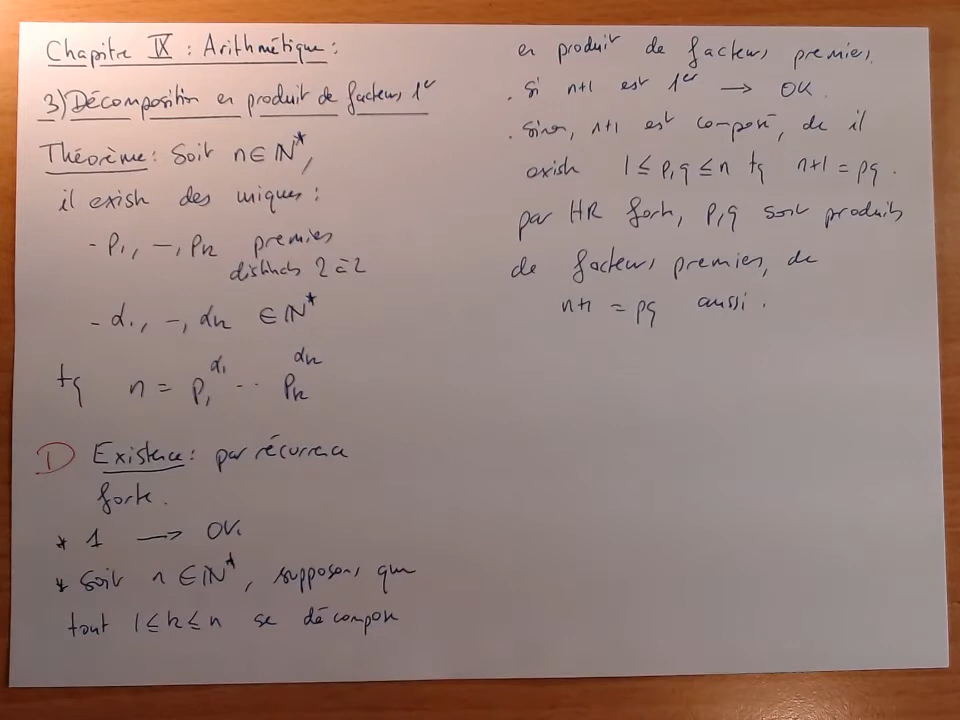 Chapitre IX : Arithmétique :
3) Décomposition en produit de facteurs 1er
Théorème : Soit n ∈ ℕ*,
il existe des uniques :
- p₁, —, pₖ premiers
distincts 2 à 2
- α₁, —, αₖ ∈ ℕ*
tq n = p₁^α₁ ... pₖ^αₖ
D Existence : par récurrence
forte.
* 1 → OK.
* Soit n ∈ ℕ*, supposons que
tout 1 ≤ k ≤ n se décompose
en produit de facteurs premiers.
. Si n+1 est 1er → OK.
. Sinon, n+1 est composé, dc il
existe 1 ≤ p,q ≤ n tq n+1 = pq.
par HR forte, p,q sont produits
de facteurs premiers, dc
n+1 = pq aussi.